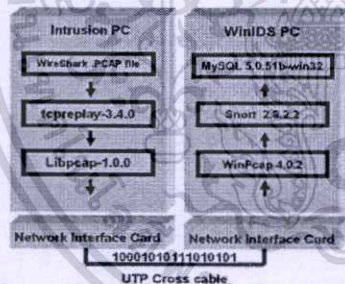 Intrusion PC
WireShark .PCAP file
tcpreplay-3.4.0
Libpcap-1.0.0
Network Interface Card
WinIDS PC
MySQL 5.0.51b-win32
Snort 2.8.2.2
WinPcap 4.0.2
Network Interface Card
10001010111010101
UTP Cross cable